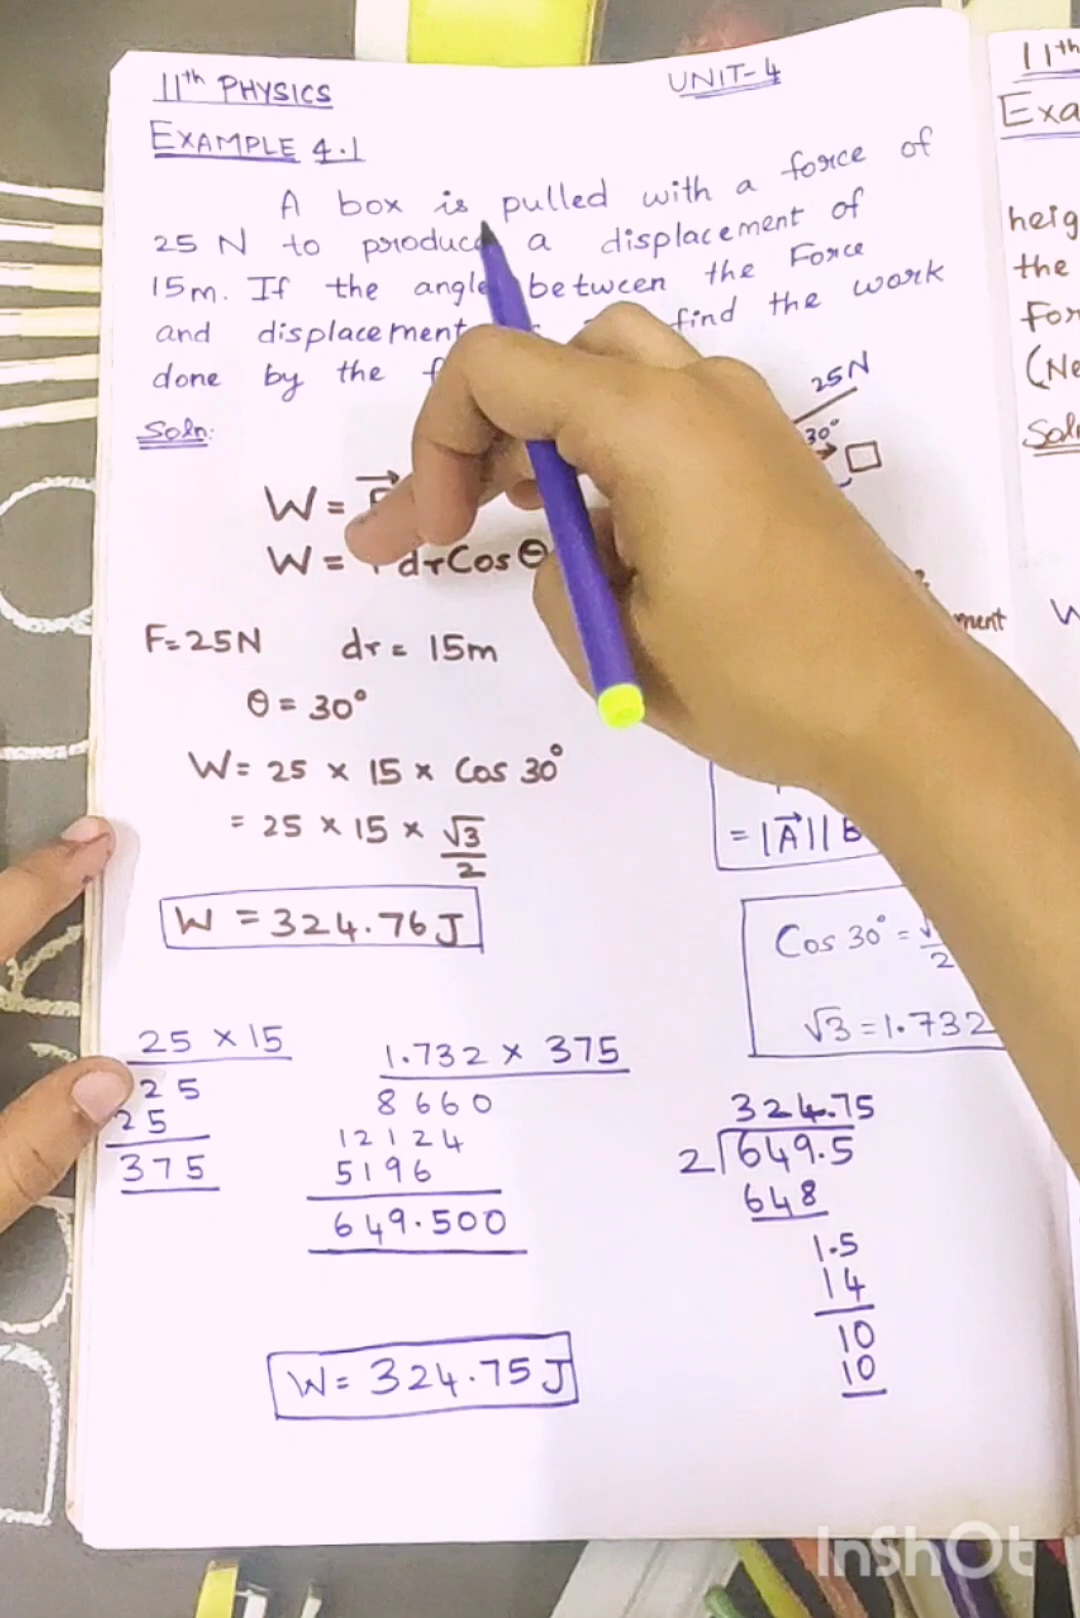 11th PHYSICS
UNIT-4
EXAMPLE 4.1
A box is pulled with a force of
25 N to produce a displacement of
15m. If the angle between the Force
and displacement find the work
done by the
25N
30°
Soln:
W =
W = drCosθ
ment
F=25N dr = 15m
θ = 30°
W= 25 × 15 × Cos 30°
= 25 × 15 × √3/2
= |A⃗||B
W = 324.76J
Cos 30° = 
2
√3 = 1.732
25 × 15
25
25
375
1.732 × 375
8660
12124
5196
649.500
324.75
2 649.5
648
1.5
14
10
10
W= 324.75J
11th
Exa
heig
the
For
(Ne
Soln
W
InShOt